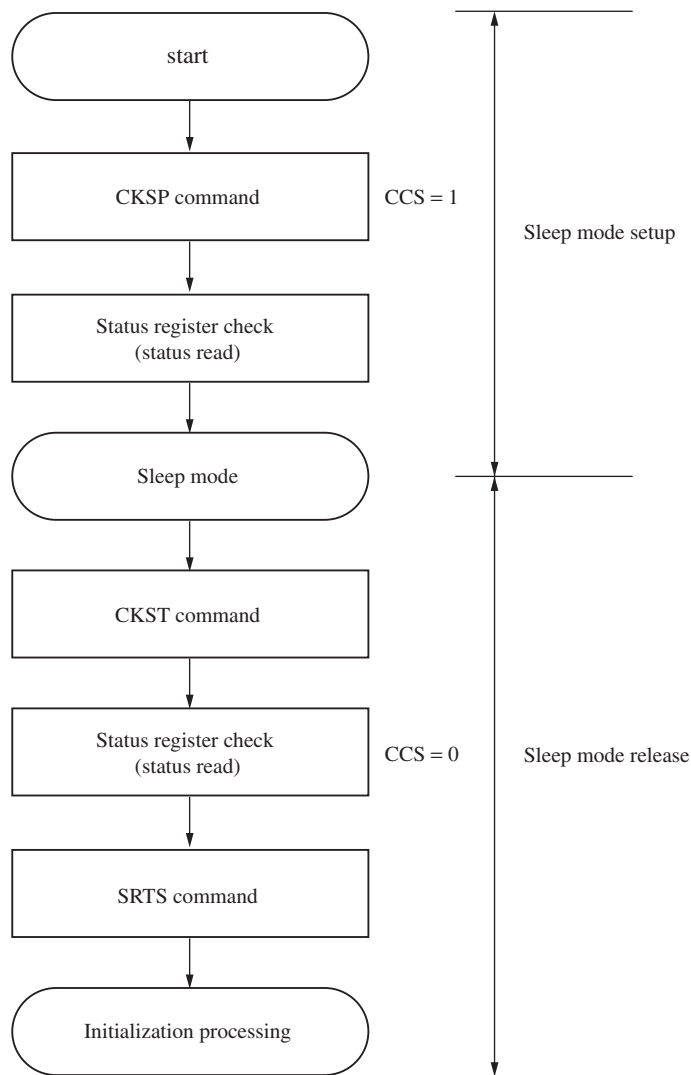 start
CKSP command
CCS = 1
Sleep mode setup
Status register check
(status read)
Sleep mode
CKST command
Status register check
(status read)
CCS = 0
Sleep mode release
SRTS command
Initialization processing